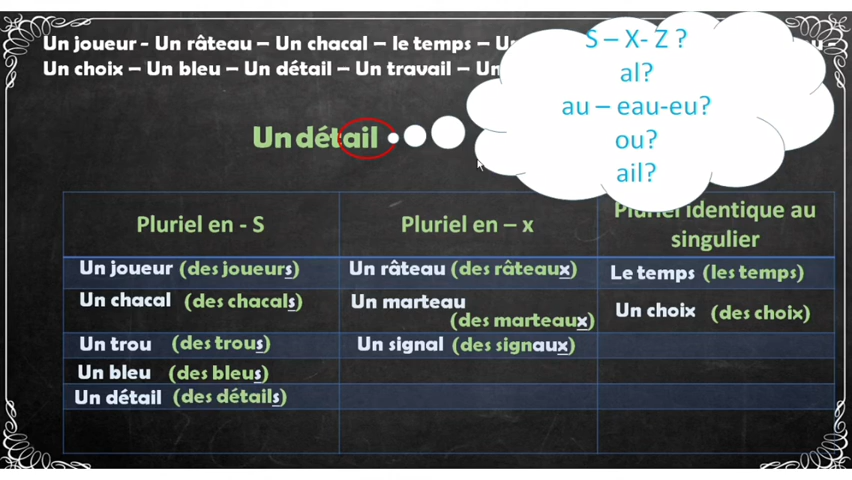 Un joueur - Un râteau – Un chacal – le temps –
Un choix – Un bleu – Un détail – Un travail – Un
S – X- Z ?
al?
au – eau-eu?
ou?
ail?
Un détail
Pluriel en - S
Pluriel en – x
identique au
singulier
Un joueur (des joueurs)
Un râteau (des râteaux)
Le temps (les temps)
Un chacal (des chacals)
Un marteau
(des marteaux)
Un choix (des choix)
Un trou (des trous)
Un signal (des signaux)
Un bleu (des bleus)
Un détail (des détails)